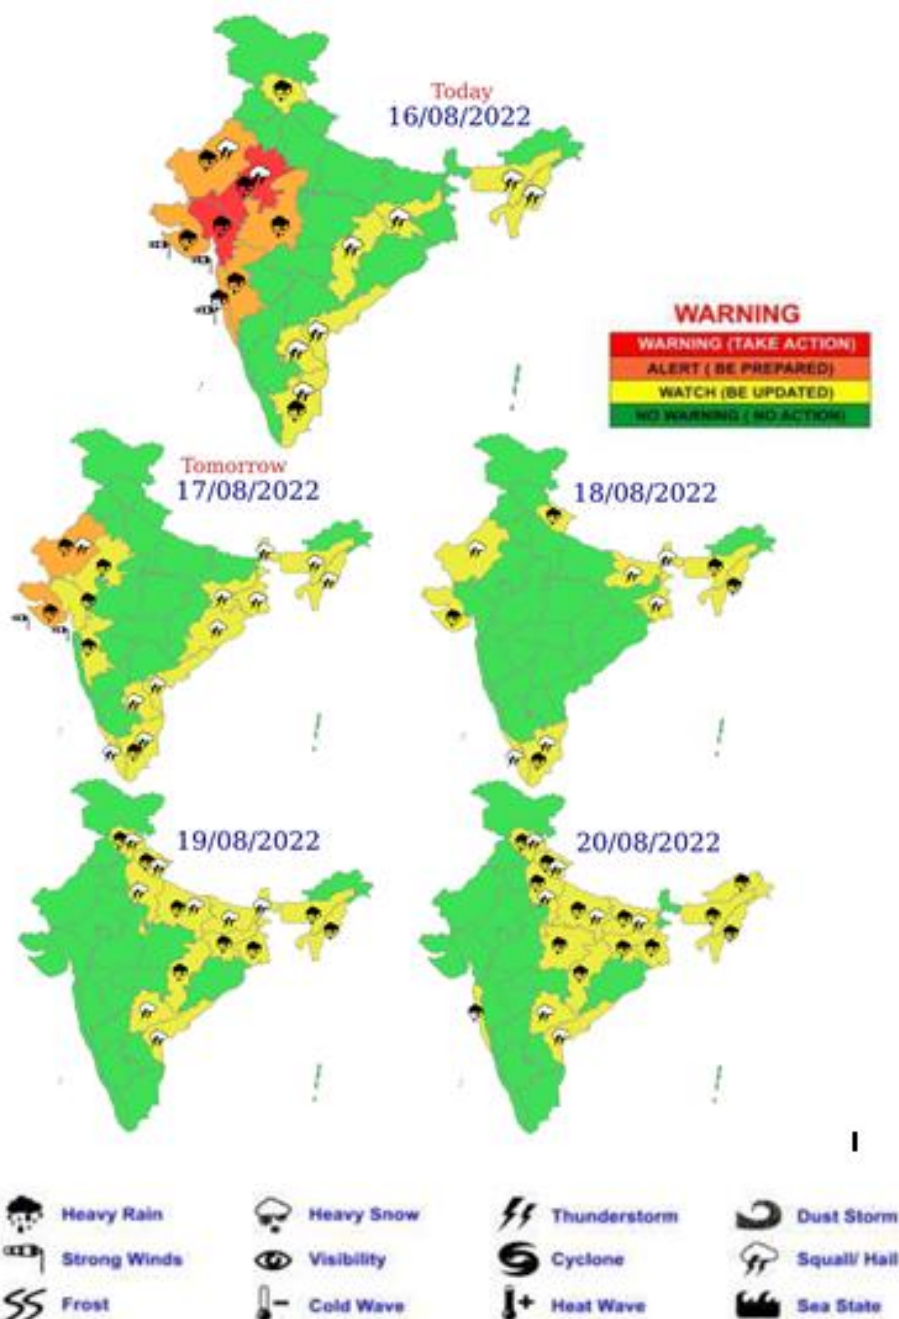 Today
16/08/2022
WARNING
WARNING (TAKE ACTION)
ALERT ( BE PREPARED)
WATCH (BE UPDATED)
NO WARNING ( NO ACTION)
Tomorrow
17/08/2022
18/08/2022
19/08/2022
20/08/2022
Heavy Rain
Heavy Snow
Thunderstorm
Dust Storm
Strong Winds
Visibility
Cyclone
Squall/ Hail
Frost
Cold Wave
Heat Wave
Sea State